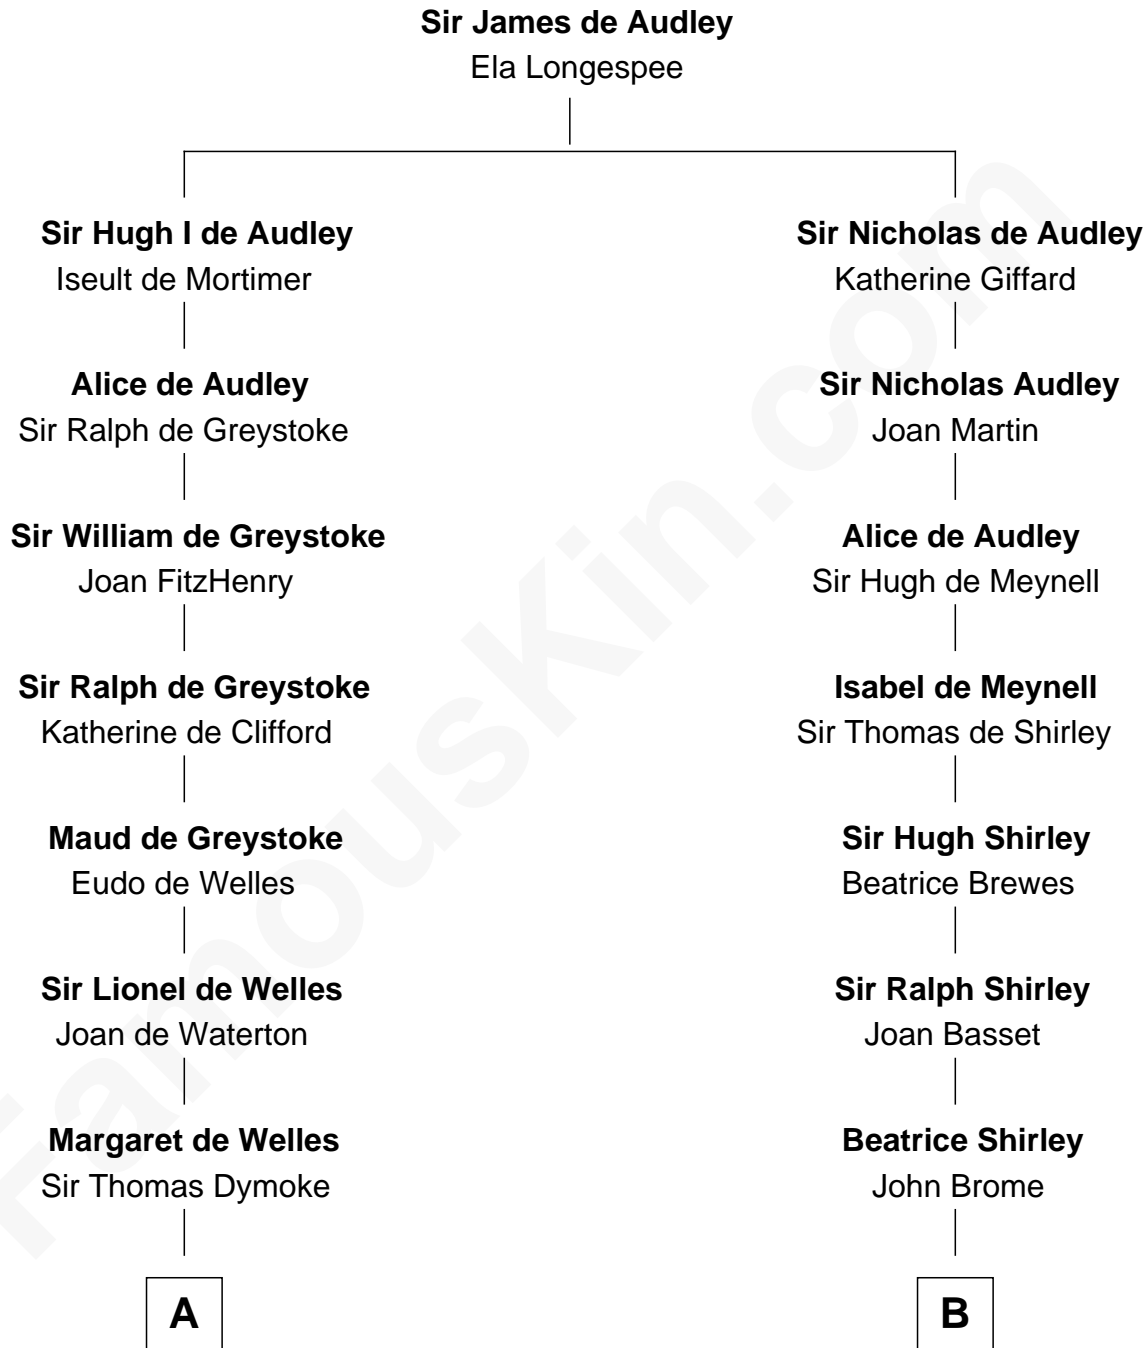 Sir James de Audley
Ela Longespee
Sir Hugh I de Audley
Iseult de Mortimer
Sir Nicholas de Audley
Katherine Giffard
Alice de Audley
Sir Ralph de Greystoke
Sir Nicholas Audley
Joan Martin
Sir William de Greystoke
Joan FitzHenry
Alice de Audley
Sir Hugh de Meynell
Sir Ralph de Greystoke
Katherine de Clifford
Isabel de Meynell
Sir Thomas de Shirley
Maud de Greystoke
Eudo de Welles
Sir Hugh Shirley
Beatrice Brewes
Sir Lionel de Welles
Joan de Waterton
Sir Ralph Shirley
Joan Basset
Margaret de Welles
Sir Thomas Dymoke
Beatrice Shirley
John Brome
A
B
FamousKin.com